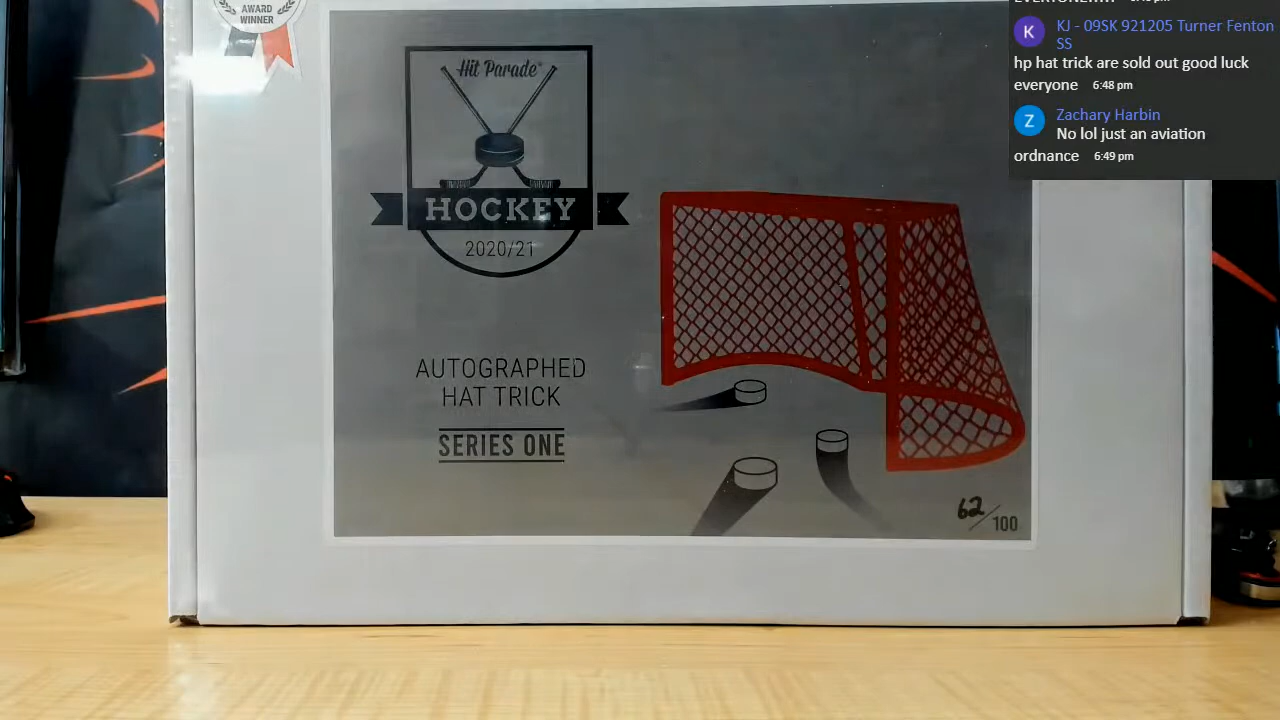 AWARD
WINNER
Hit Parade
HOCKEY
2020/21
AUTOGRAPHED
HAT TRICK
SERIES ONE
62/100
KJ - 09SK 921205 Turner Fenton
SS
hp hat trick are sold out good luck
everyone 6:48 pm
Zachary Harbin
No lol just an aviation
ordnance 6:49 pm